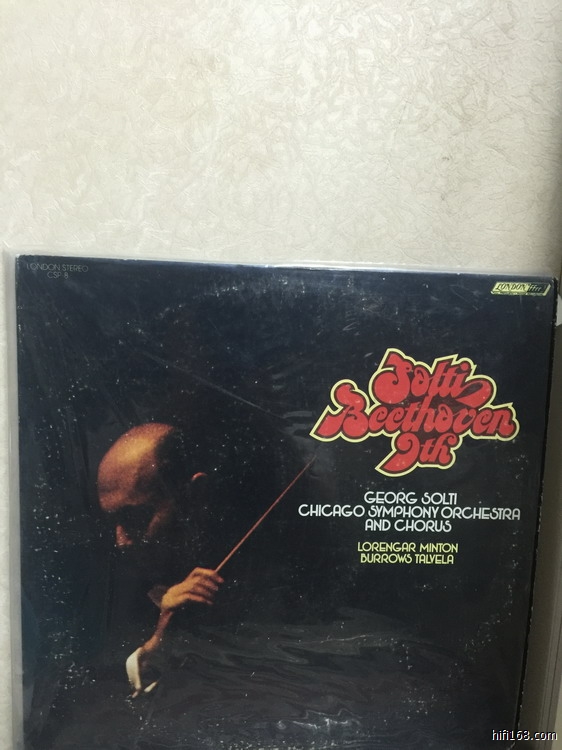 LONDON STEREO
CSP 8
LONDON ffrr
Solti
Beethoven
9th
GEORG SOLTI
CHICAGO SYMPHONY ORCHESTRA
AND CHORUS
LORENGAR MINTON
BURROWS TALVELA
hifi168.com